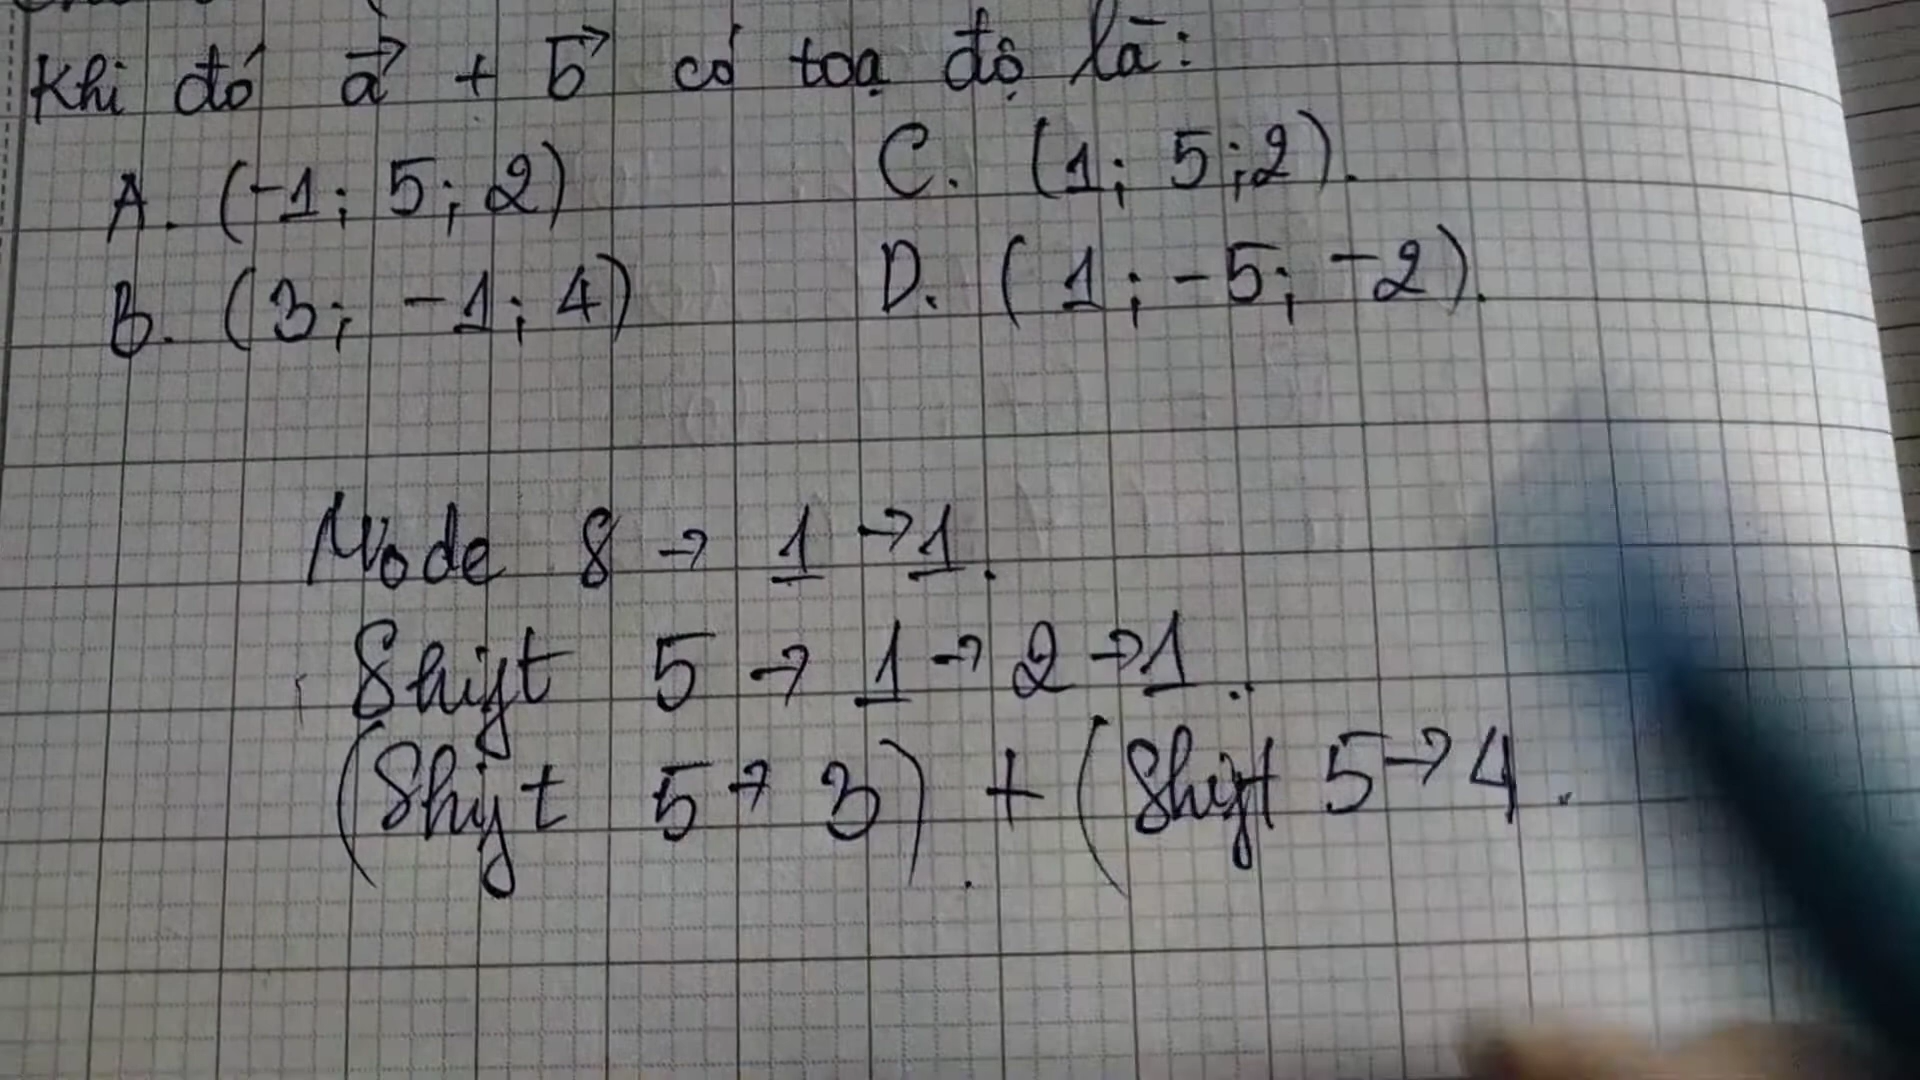 Khi đó a⃗ + b⃗ có toạ độ là:
A. (-1; 5; 2)
C. (1; 5; 2).
B. (3; -1; 4)
D. (1; -5; -2).
Mode 8 → 1 → 1.
Shift 5 → 1 → 2 → 1.
(Shift 5 → 3) + (Shift 5 → 4.